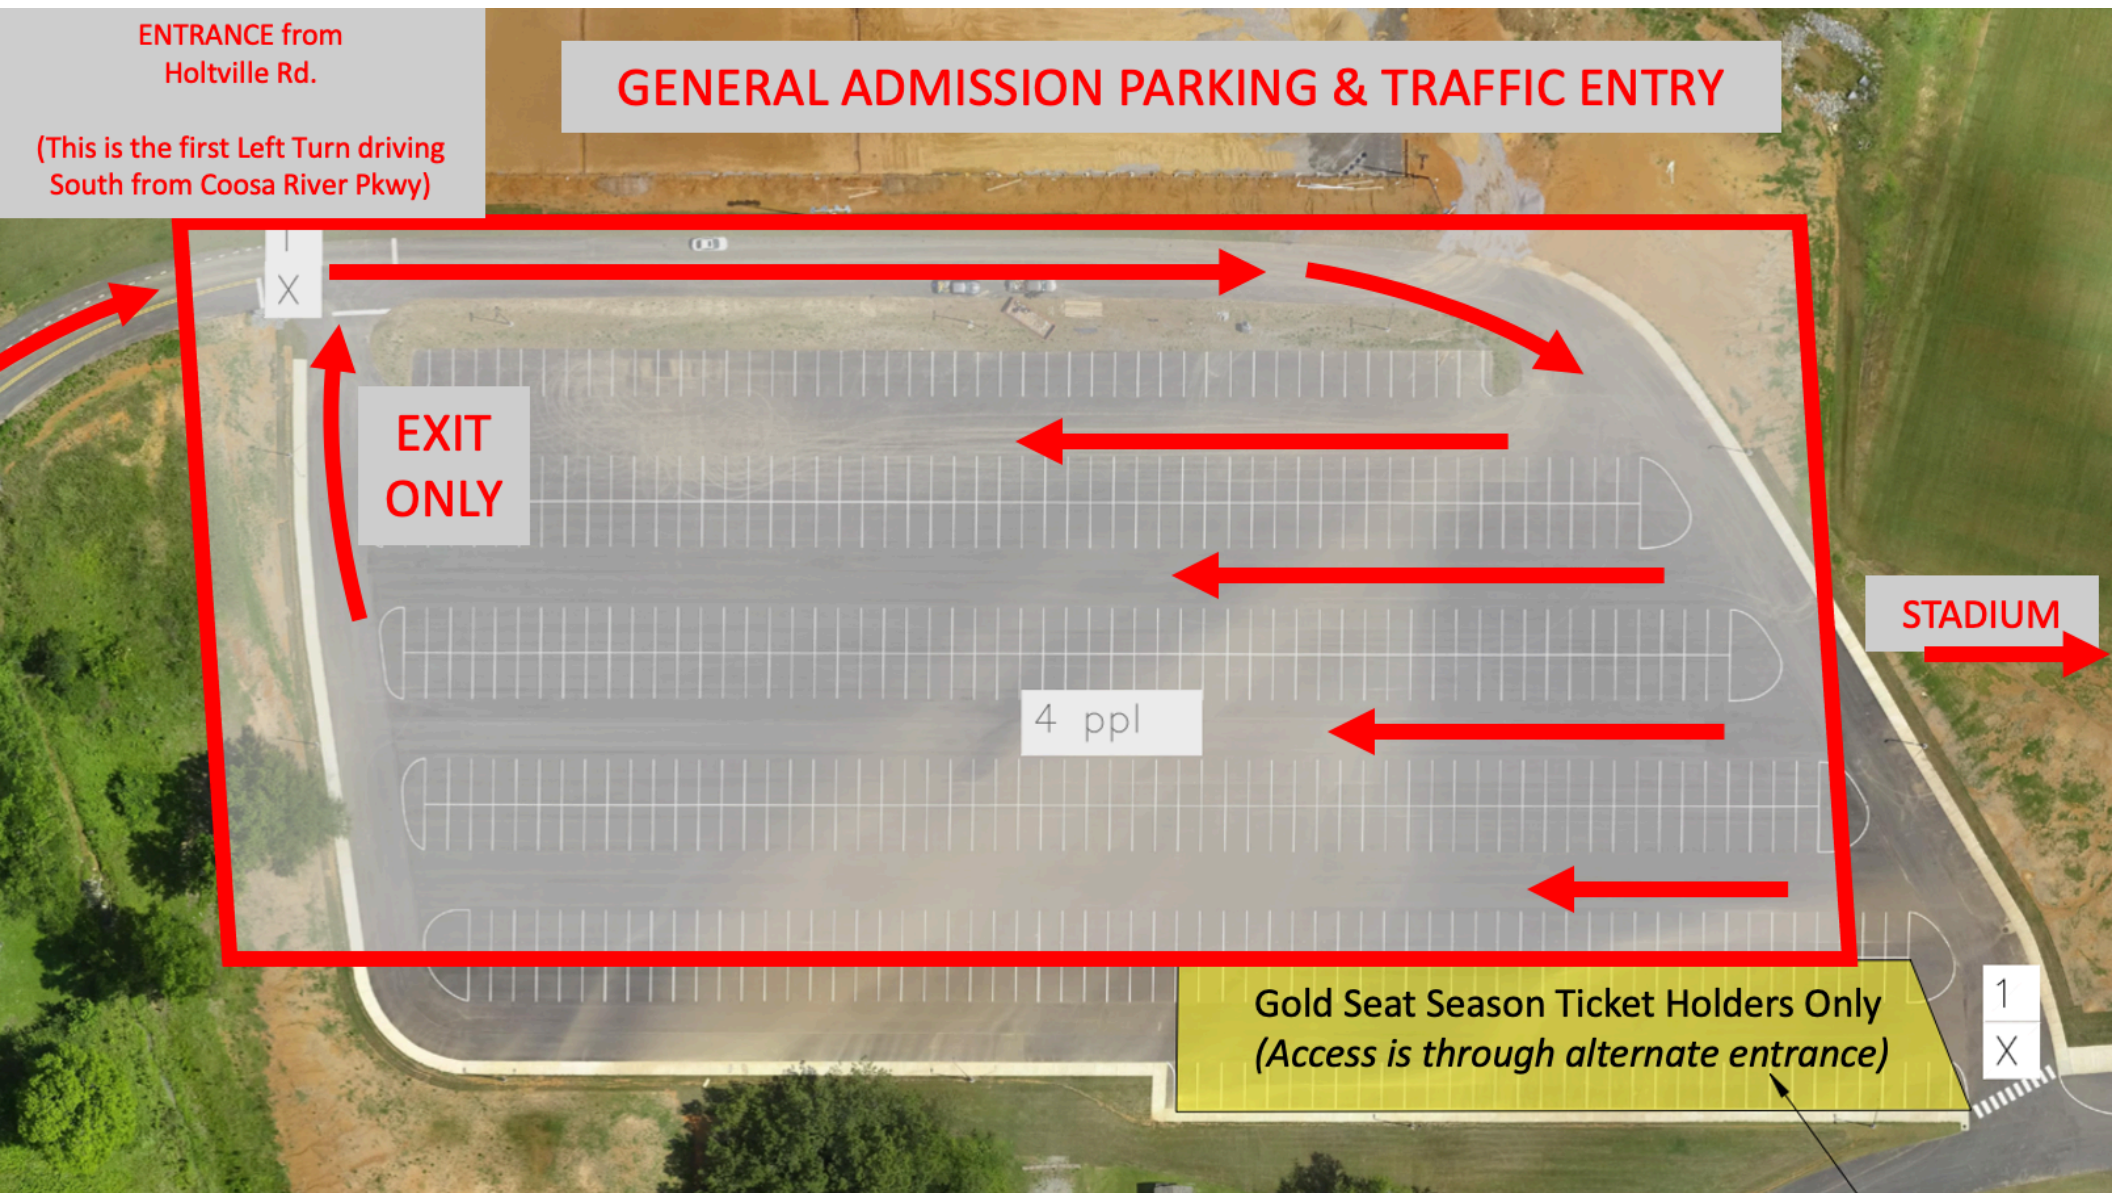 ENTRANCE from
Holtville Rd.
(This is the first Left Turn driving
South from Coosa River Pkwy)
GENERAL ADMISSION PARKING & TRAFFIC ENTRY
X
EXIT
ONLY
STADIUM
4 ppl
Gold Seat Season Ticket Holders Only
(Access is through alternate entrance)
1
X